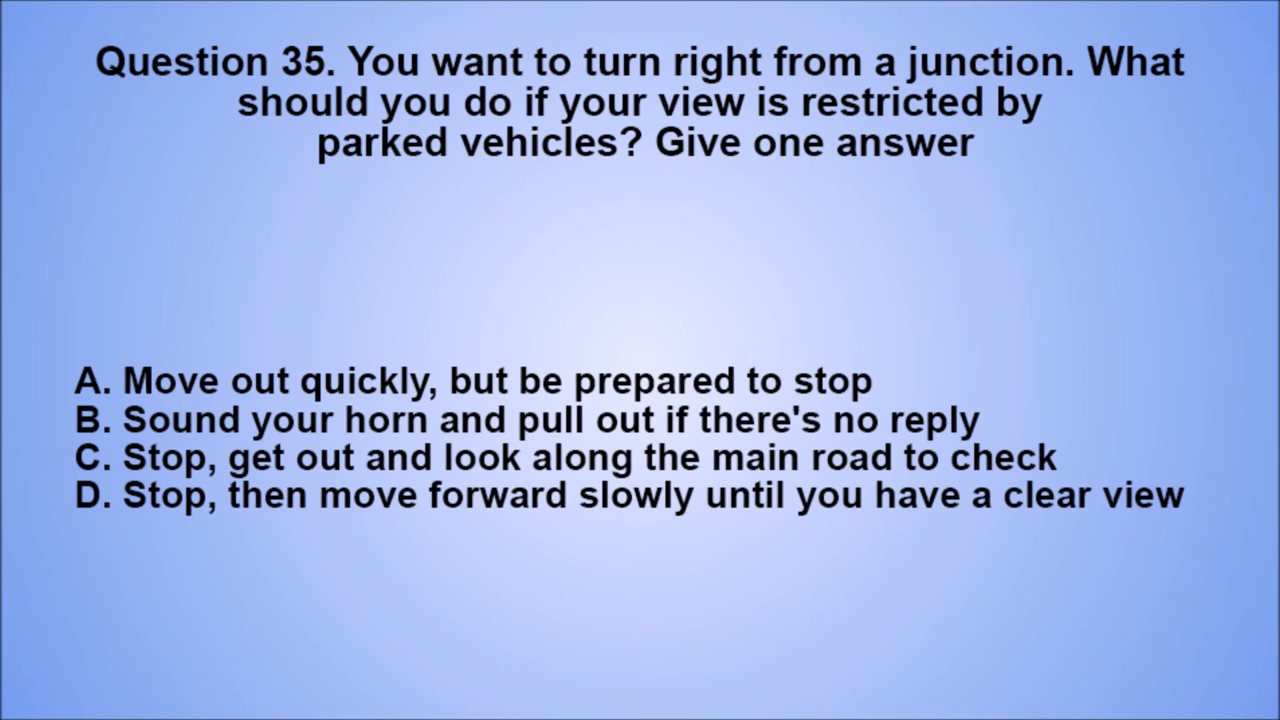 Question 35. You want to turn right from a junction. What
should you do if your view is restricted by
parked vehicles? Give one answer
A. Move out quickly, but be prepared to stop
B. Sound your horn and pull out if there's no reply
C. Stop, get out and look along the main road to check
D. Stop, then move forward slowly until you have a clear view